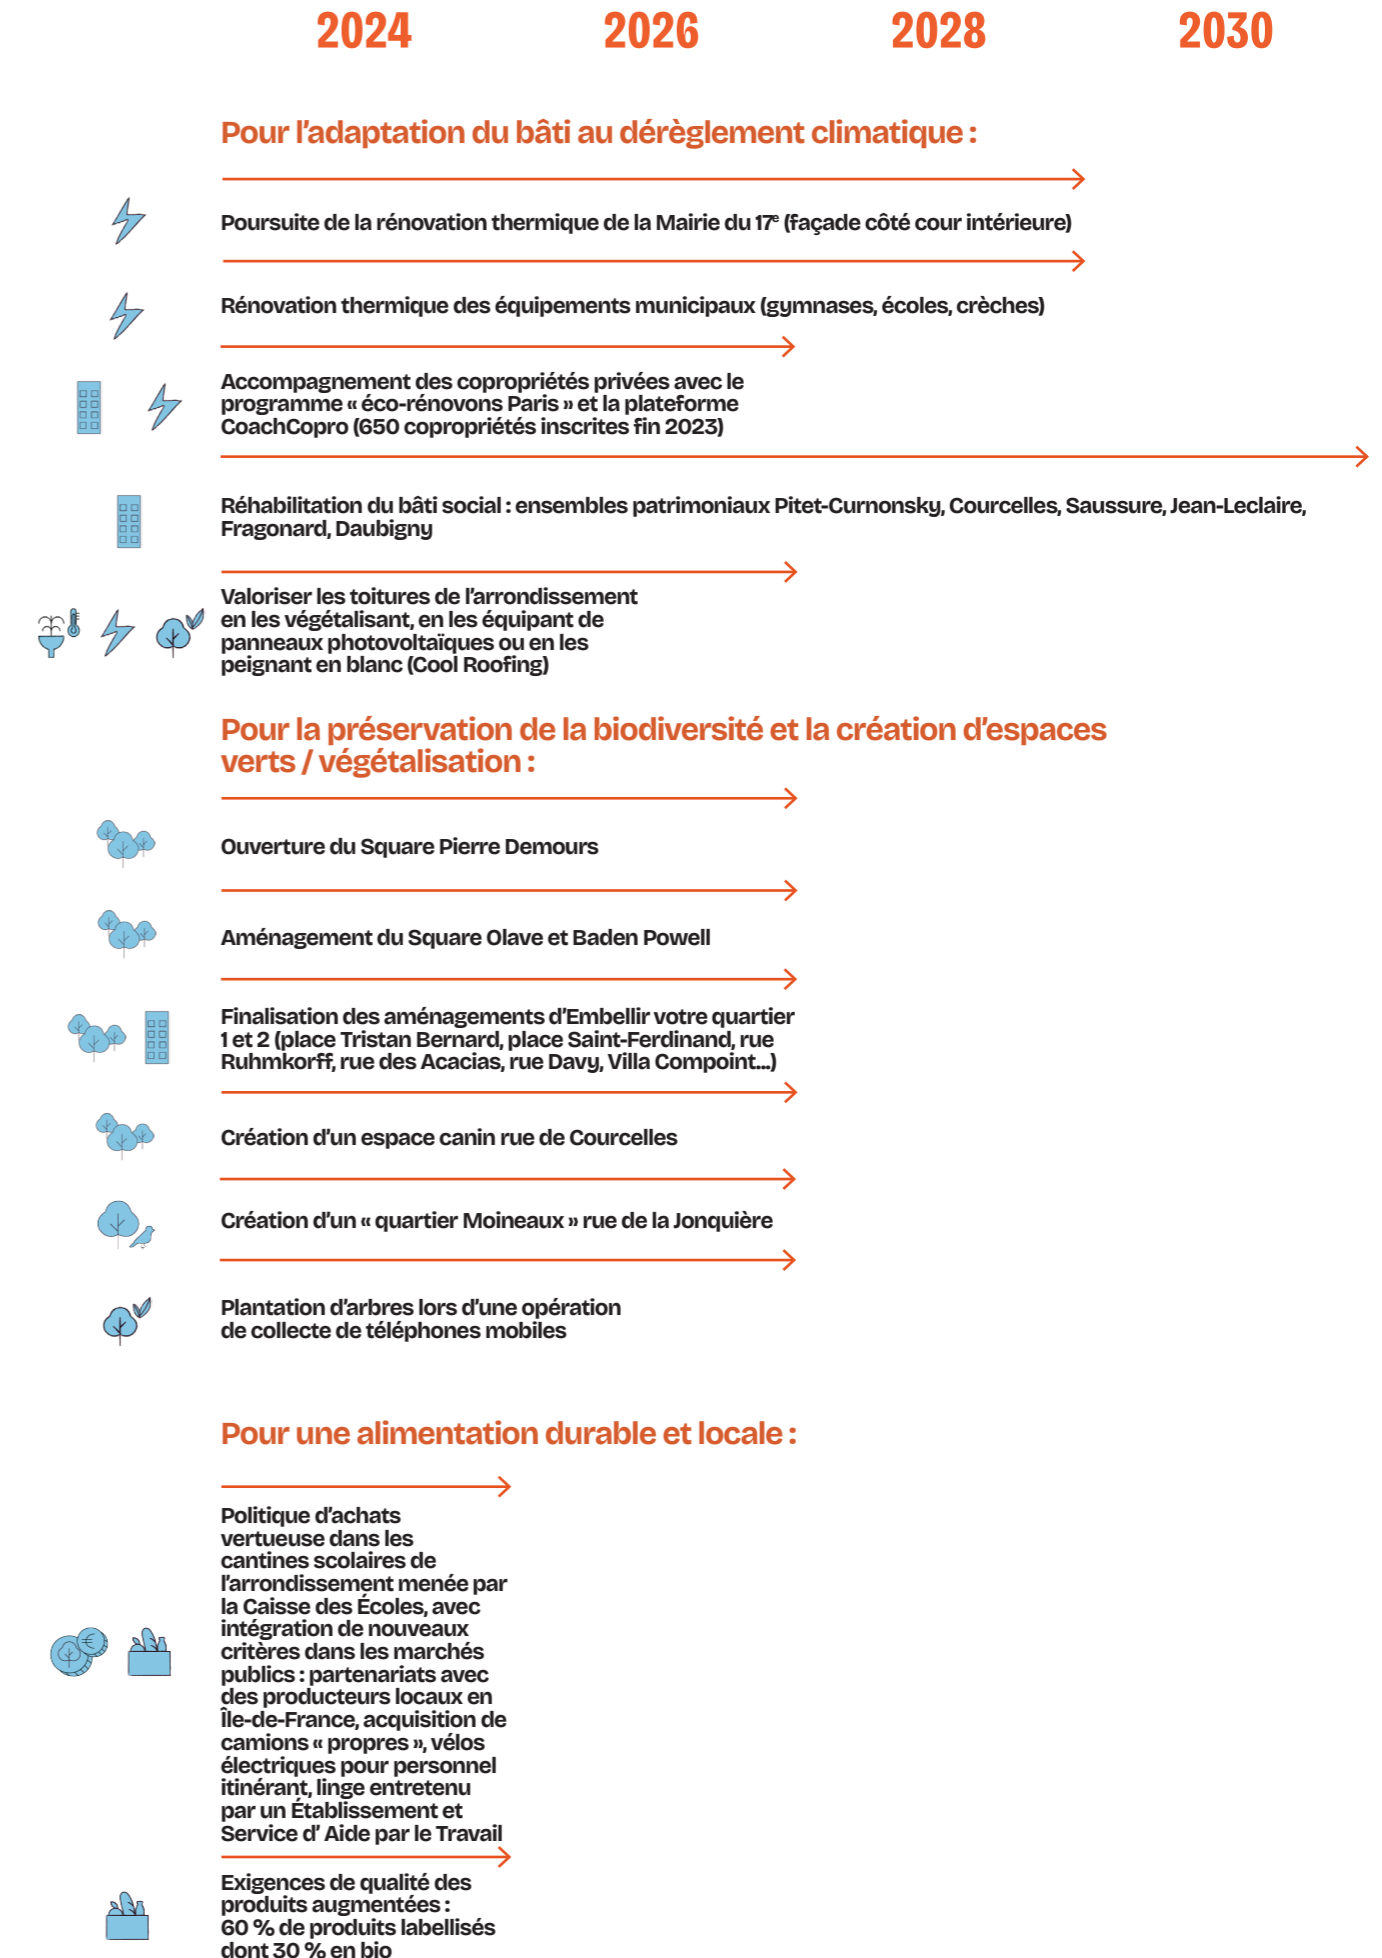 2024 2026 2028 2030
Pour l’adaptation du bâti au dérèglement climatique :
Poursuite de la rénovation thermique de la Mairie du 17e (façade côté cour intérieure)
Rénovation thermique des équipements municipaux (gymnases, écoles, crèches)
Accompagnement des copropriétés privées avec le
programme « éco-rénovons Paris » et la plateforme
CoachCopro (650 copropriétés inscrites fin 2023)
Réhabilitation du bâti social : ensembles patrimoniaux Pitet-Curnonsky, Courcelles, Saussure, Jean-Leclaire,
Fragonard, Daubigny
Valoriser les toitures de l’arrondissement
en les végétalisant, en les équipant de
panneaux photovoltaïques ou en les
peignant en blanc (Cool Roofing)
Pour la préservation de la biodiversité et la création d’espaces
verts / végétalisation :
Ouverture du Square Pierre Demours
Aménagement du Square Olave et Baden Powell
Finalisation des aménagements d’Embellir votre quartier
1 et 2 (place Tristan Bernard, place Saint-Ferdinand, rue
Ruhmkorff, rue des Acacias, rue Davy, Villa Compoint...)
Création d’un espace canin rue de Courcelles
Création d’un « quartier Moineaux » rue de la Jonquière
Plantation d’arbres lors d’une opération
de collecte de téléphones mobiles
Pour une alimentation durable et locale :
Politique d’achats
vertueuse dans les
cantines scolaires de
l’arrondissement menée par
la Caisse des Écoles, avec
intégration de nouveaux
critères dans les marchés
publics : partenariats avec
des producteurs locaux en
Île-de-France, acquisition de
camions « propres », vélos
électriques pour personnel
itinérant, linge entretenu
par un Établissement et
Service d’ Aide par le Travail
Exigences de qualité des
produits augmentées :
60 % de produits labellisés
dont 30 % en bio